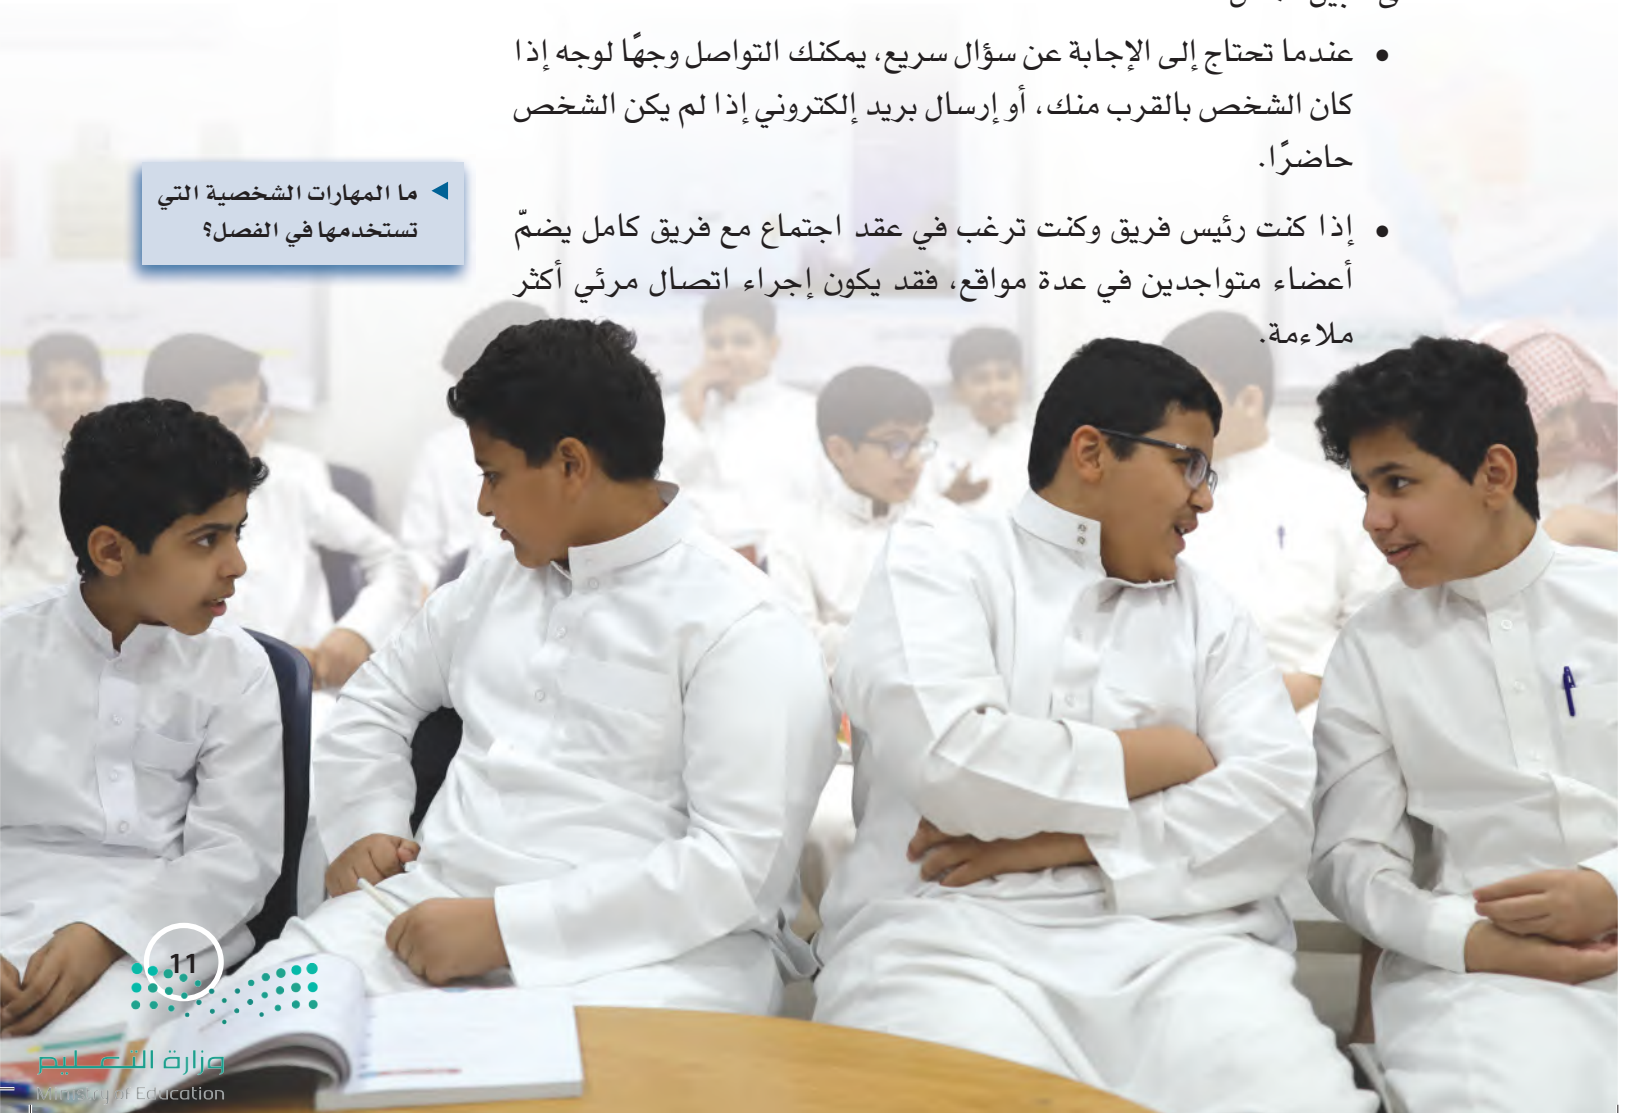 • عندما تحتاج إلى الإجابة عن سؤال سريع، يمكنك التواصل وجهًا لوجه إذا
كان الشخص بالقرب منك، أو إرسال بريد إلكتروني إذا لم يكن الشخص
حاضرًا.
• إذا كنت رئيس فريق وكنت ترغب في عقد اجتماع مع فريق كامل يضمّ
أعضاء متواجدين في عدة مواقع، فقد يكون إجراء اتصال مرئي أكثر
ملاءمة.
ما المهارات الشخصية التي
تستخدمها في الفصل؟
11
وزارة التعليم
Ministry of Education